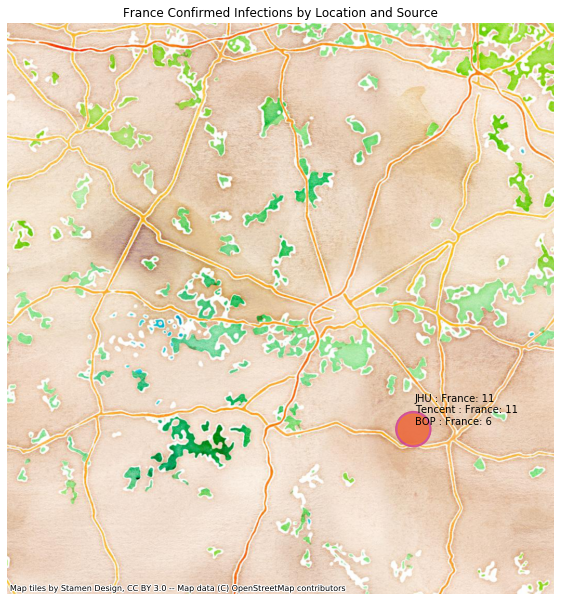 France Confirmed Infections by Location and Source
JHU : France: 11
Tencent : France: 11
BOP : France: 6
Map tiles by Stamen Design, CC BY 3.0 -- Map data (C) OpenStreetMap contributors